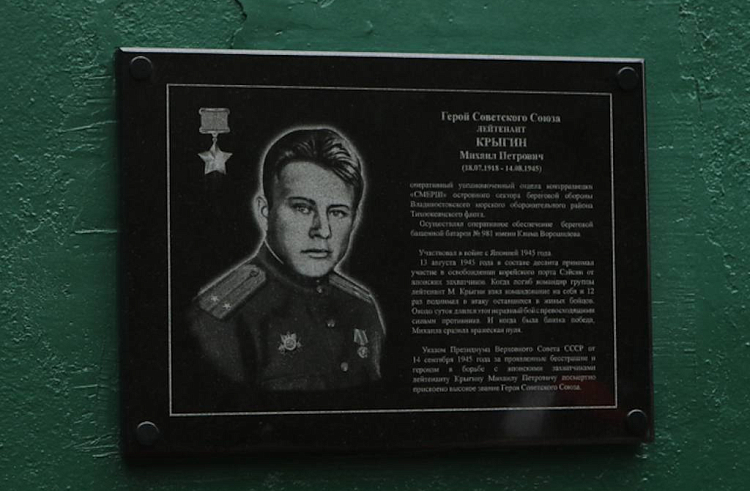 Герой Советского Союза
ЛЕЙТЕНАНТ
КРЫГИН
Михаил Петрович
(18.07.1918 - 14.08.1945)
оперативный уполномоченный отдела контрразведки
«СМЕРШ» островного сектора береговой обороны
Владивостокского морского оборонительного района
Тихоокеанского флота.
Осуществлял оперативное обеспечение береговой
башенной батареи № 981 имени Клима Ворошилова.
Участвовал в войне с Японией 1945 года.
13 августа 1945 года в составе десанта принимал
участие в освобождении корейского порта Сэйсин от
японских захватчиков. Когда погиб командир группы
лейтенант М. Крыгин взял командование на себя и 12
раз поднимал в атаку оставшихся в живых бойцов.
Около суток длился этот неравный бой с превосходящими
силами противника. И когда была близка победа,
Михаила сразила вражеская пуля.
Указом Президиума Верховного Совета СССР от
14 сентября 1945 года за проявленные бесстрашие и
героизм в борьбе с японскими захватчиками
лейтенанту Крыгину Михаилу Петровичу посмертно
присвоено высокое звание Героя Советского Союза.